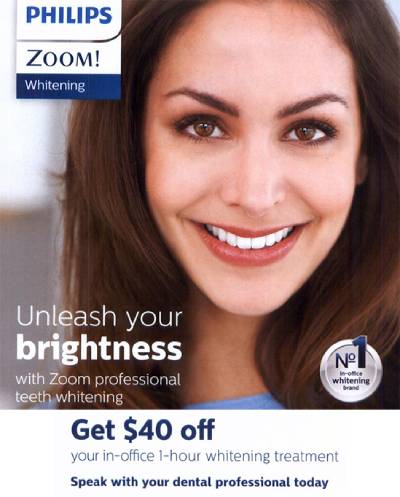 PHILIPS
ZOOM!
Whitening
Unleash your
brightness
with Zoom professional
teeth whitening
Nº1
in-office
whitening
brand
Get $40 off
your in-office 1-hour whitening treatment
Speak with your dental professional today